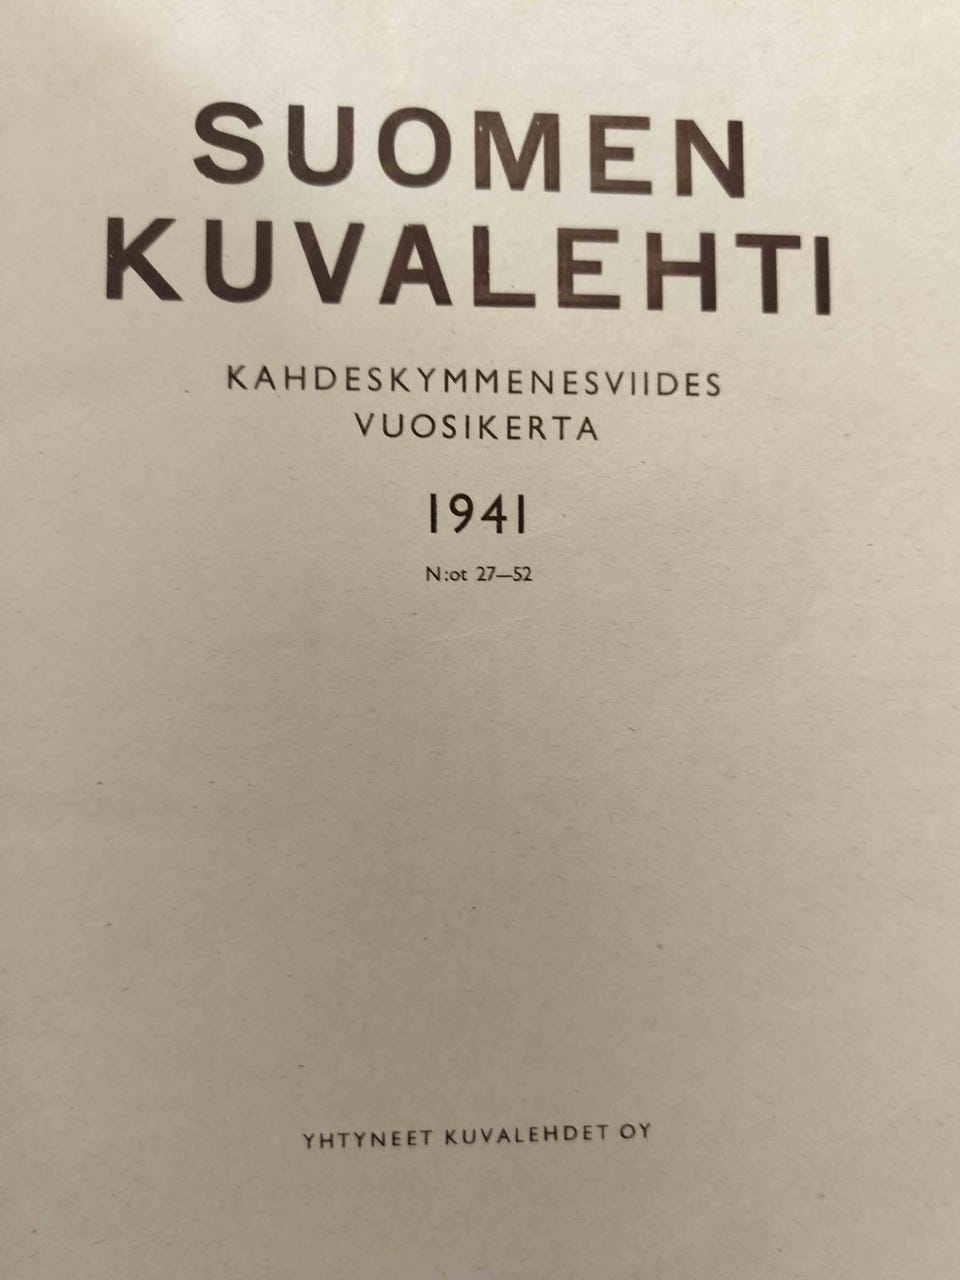 SUOMEN
KUVALEHTI
KAHDESKYMMENESVIIDES
VUOSIKERTA
1941
N:ot 27—52
YHTYNEET KUVALEHDET OY